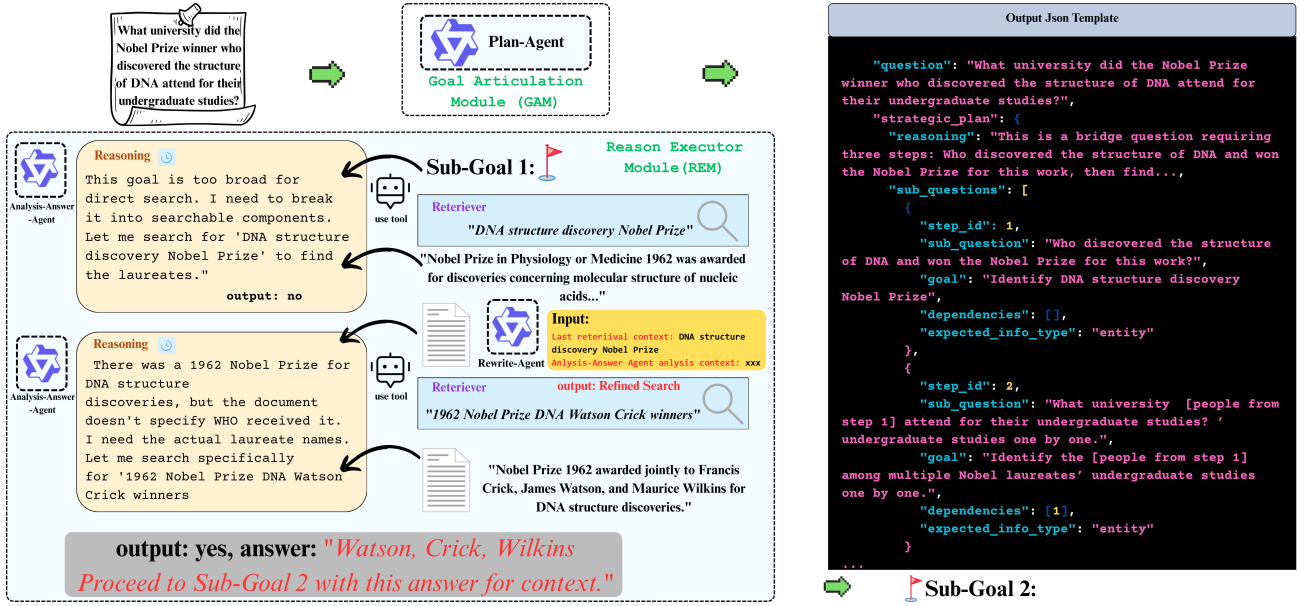 What university did the
Nobel Prize winner who
discovered the structure
of DNA attend for their
undergraduate studies?
Plan-Agent
Goal Articulation
Module (GAM)
Reason Executor
Module(REM)
Analysis-Answer
-Agent
Reasoning
This goal is too broad for
direct search. I need to break
it into searchable components.
Let me search for 'DNA structure
discovery Nobel Prize' to find
the laureates."
output: no
Sub-Goal 1:
use tool
Reteriever
"DNA structure discovery Nobel Prize"
"Nobel Prize in Physiology or Medicine 1962 was awarded
for discoveries concerning molecular structure of nucleic
acids..."
Rewrite-Agent
Input:
Last reteriival context: DNA structure
discovery Nobel Prize
Anlysis-Answer Agent anlysis context: xxx
Analysis-Answer
-Agent
Reasoning
There was a 1962 Nobel Prize for
DNA structure
discoveries, but the document
doesn't specify WHO received it.
I need the actual laureate names.
Let me search specifically
for '1962 Nobel Prize DNA Watson
Crick winners
use tool
Reteriever
output: Refined Search
"1962 Nobel Prize DNA Watson Crick winners"
"Nobel Prize 1962 awarded jointly to Francis
Crick, James Watson, and Maurice Wilkins for
DNA structure discoveries."
output: yes, answer: "Watson, Crick, Wilkins
Proceed to Sub-Goal 2 with this answer for context."
Output Json Template
"question": "What university did the Nobel Prize
winner who discovered the structure of DNA attend for
their undergraduate studies?",
"strategic_plan": {
"reasoning": "This is a bridge question requiring
three steps: Who discovered the structure of DNA and won
the Nobel Prize for this work, then find...,
"sub_questions": [
{
"step_id": 1,
"sub_question": "Who discovered the structure
of DNA and won the Nobel Prize for this work?",
"goal": "Identify DNA structure discovery
Nobel Prize",
"dependencies": [],
"expected_info_type": "entity"
},
{
"step_id": 2,
"sub_question": "What university [people from
step 1] attend for their undergraduate studies? ’
undergraduate studies one by one.",
"goal": "Identify the [people from step 1]
among multiple Nobel laureates’ undergraduate studies
one by one.",
"dependencies": [1],
"expected_info_type": "entity"
}
...
Sub-Goal 2: